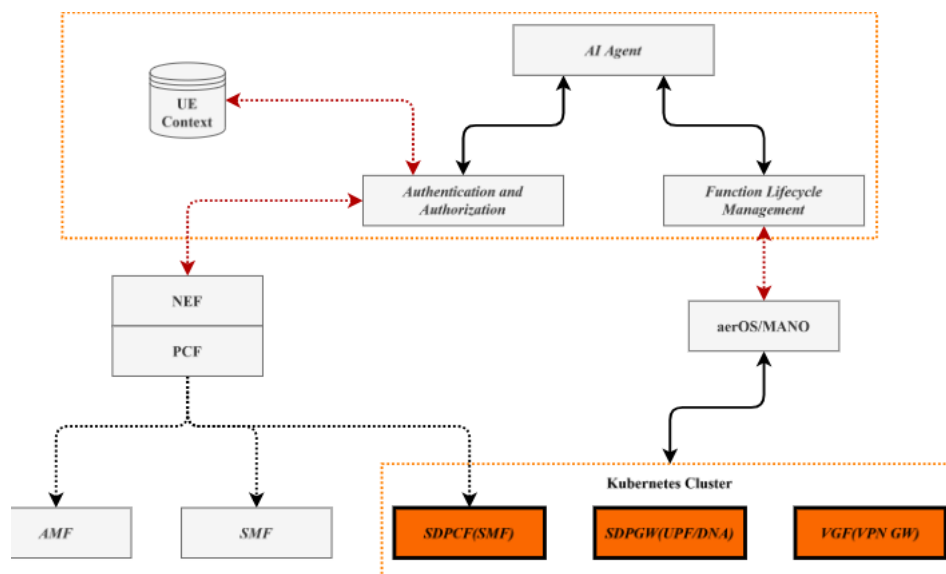 AI Agent
UE
Context
Authentication and
Authorization
Function Lifecycle
Management
NEF
PCF
aerOS/MANO
Kubernetes Cluster
AMF
SMF
SDPCF(SMF)
SDPGW(UPF/DNA)
VGF(VPN GW)